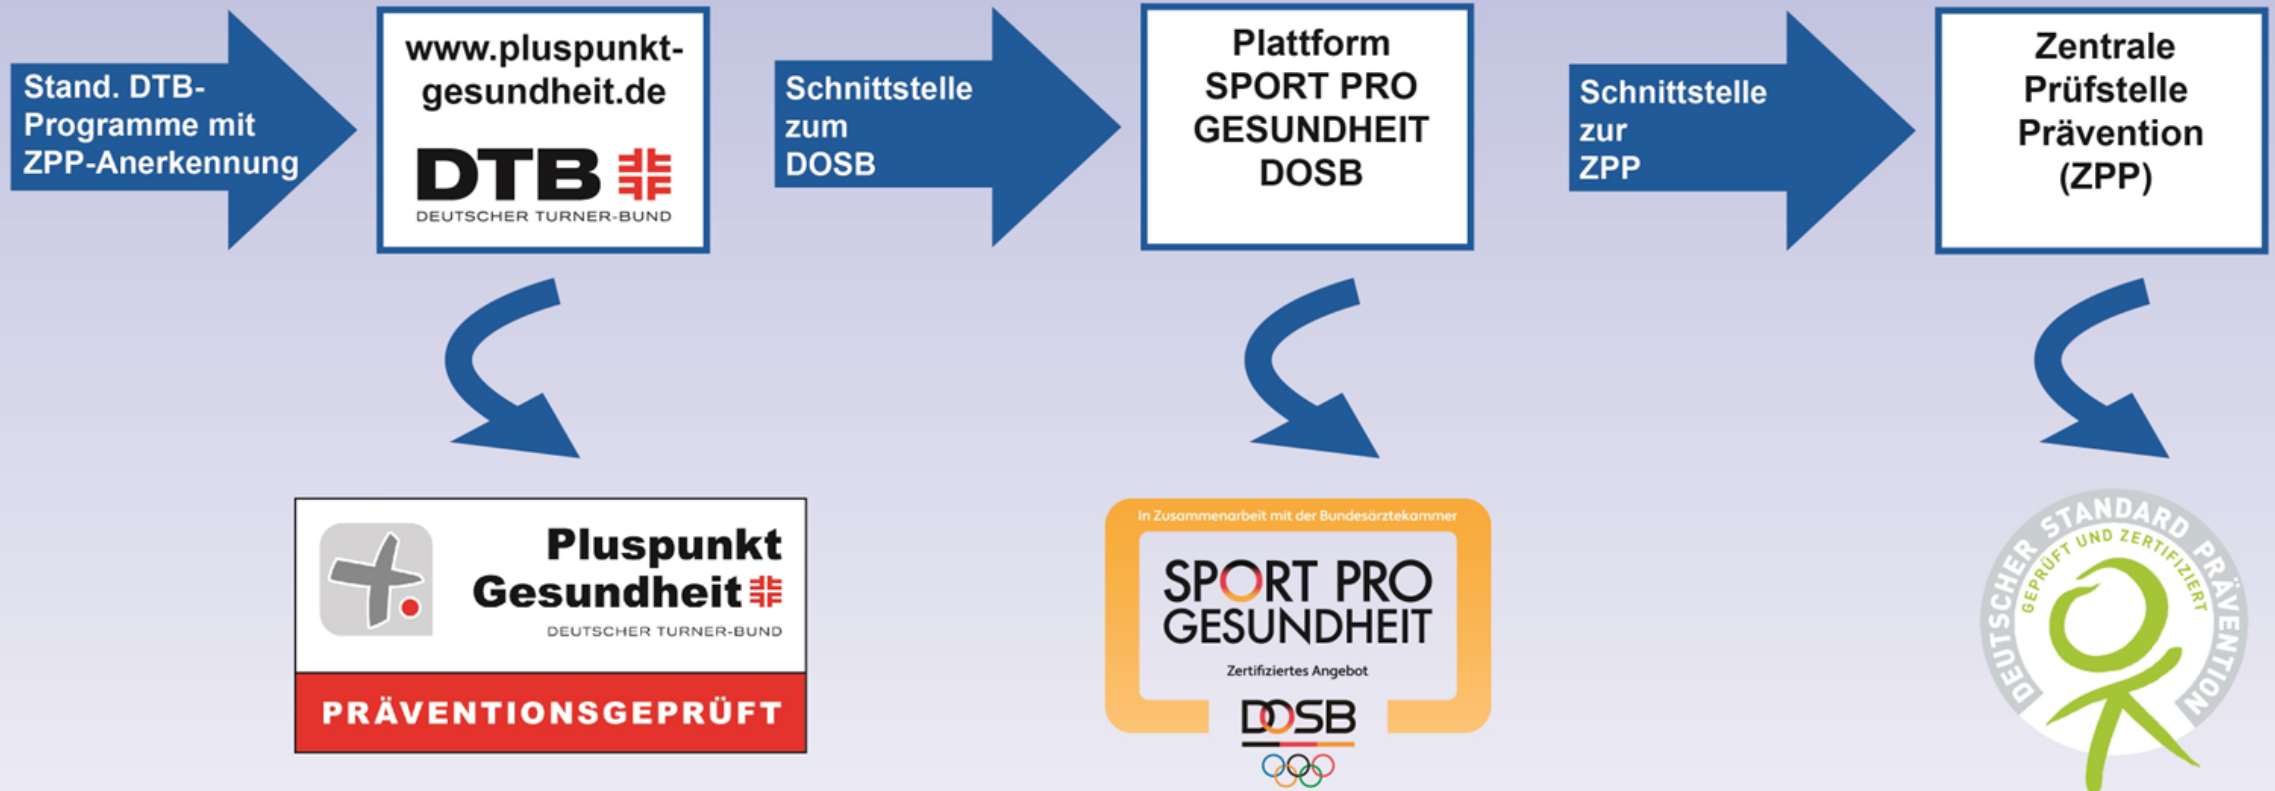 Stand. DTB-
Programme mit
ZPP-Anerkennung
www.pluspunkt-
gesundheit.de
DTB
DEUTSCHER TURNER-BUND
Schnittstelle
zum
DOSB
Plattform
SPORT PRO
GESUNDHEIT
DOSB
Schnittstelle
zur
ZPP
Zentrale
Prüfstelle
Prävention
(ZPP)
Pluspunkt
Gesundheit
DEUTSCHER TURNER-BUND
PRÄVENTIONSGEPRÜFT
In Zusammenarbeit mit der Bundesärztekammer
SPORT PRO
GESUNDHEIT
Zertifiziertes Angebot
DOSB
DEUTSCHER STANDARD PRÄVENTION
GEPRÜFT UND ZERTIFIZIERT